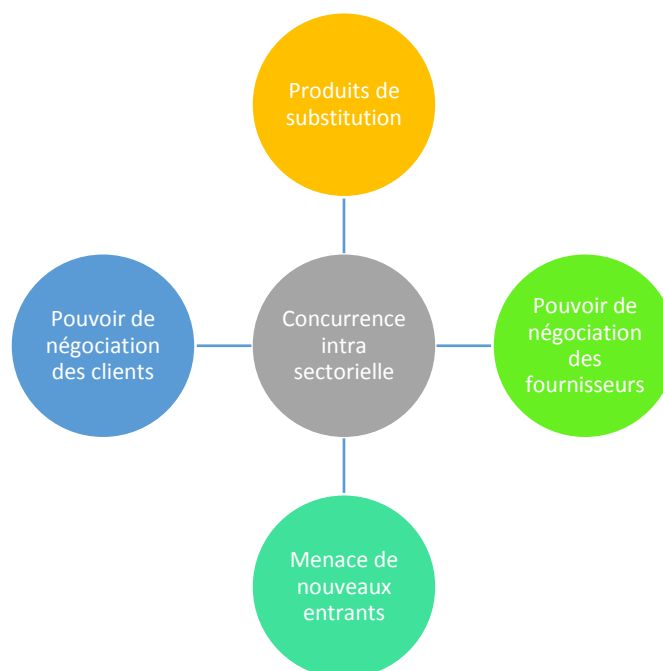 Produits de
substitution
Pouvoir de
négociation
des clients
Concurrence
intra
sectorielle
Pouvoir de
négociation
des
fournisseurs
Menace de
nouveaux
entrants